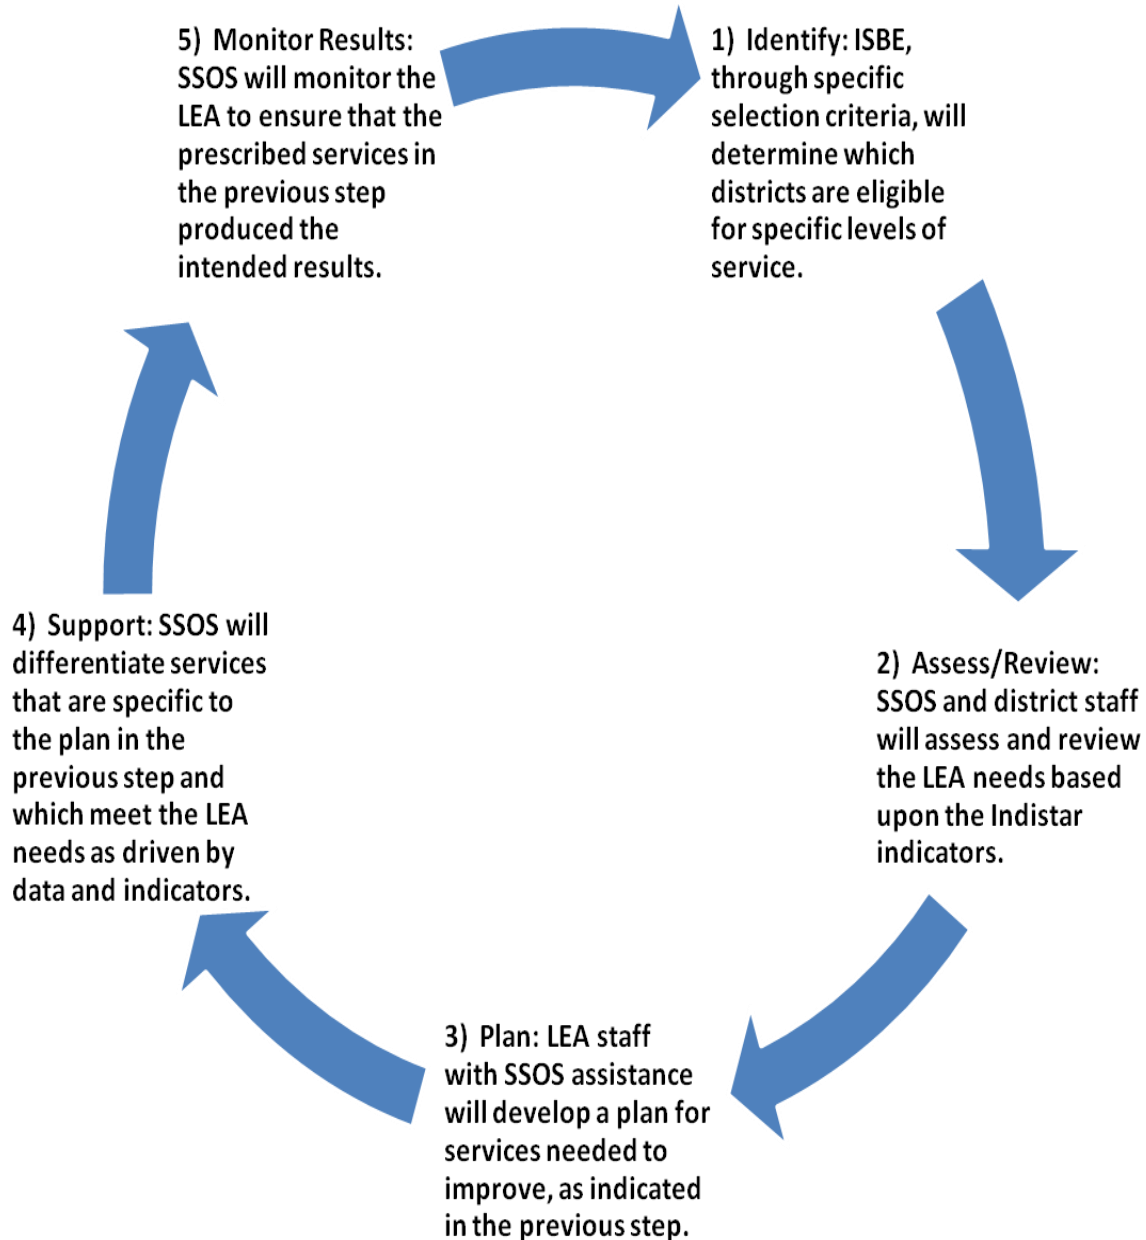 1) Identify: ISBE,
through specific
selection criteria, will
determine which
districts are eligible
for specific levels of
service.
2) Assess/Review:
SSOS and district staff
will assess and review
the LEA needs based
upon the Indistar
indicators.
3) Plan: LEA staff
with SSOS assistance
will develop a plan for
services needed to
improve, as indicated
in the previous step.
4) Support: SSOS will
differentiate services
that are specific to
the plan in the
previous step and
which meet the LEA
needs as driven by
data and indicators.
5) Monitor Results:
SSOS will monitor the
LEA to ensure that the
prescribed services in
the previous step
produced the
intended results.